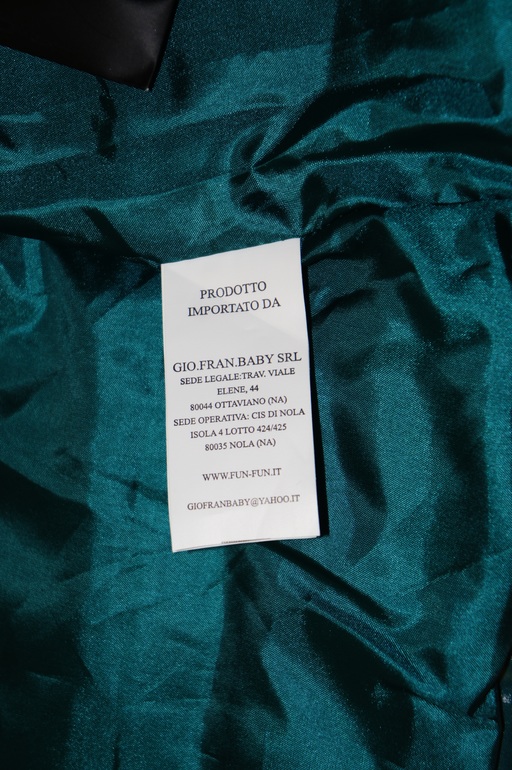 PRODOTTO
IMPORTATO DA
GIO.FRAN.BABY SRL
SEDE LEGALE:TRAV. VIALE
ELENE, 44
80044 OTTAVIANO (NA)
SEDE OPERATIVA: CIS DI NOLA
ISOLA 4 LOTTO 424/425
80035 NOLA (NA)
WWW.FUN-FUN.IT
GIOFRANBABY@YAHOO.IT